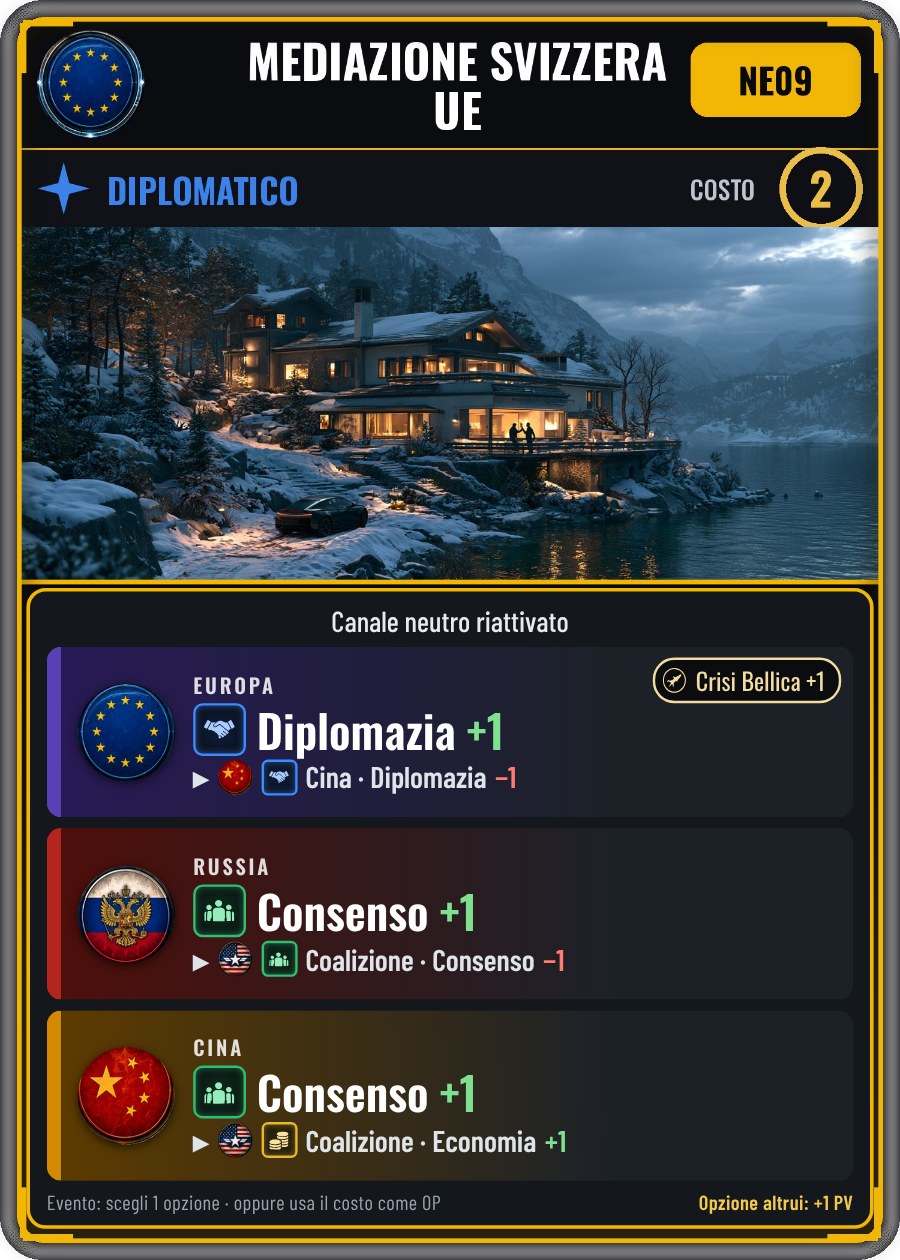 MEDIAZIONE SVIZZERA
UE
NE09
DIPLOMATICO
COSTO
2
Canale neutro riattivato
EUROPA
Crisi Bellica +1
Diplomazia +1
▶ Cina · Diplomazia −1
RUSSIA
Consenso +1
▶ Coalizione · Consenso −1
CINA
Consenso +1
▶ Coalizione · Economia +1
Evento: scegli 1 opzione · oppure usa il costo come OP
Opzione altrui: +1 PV